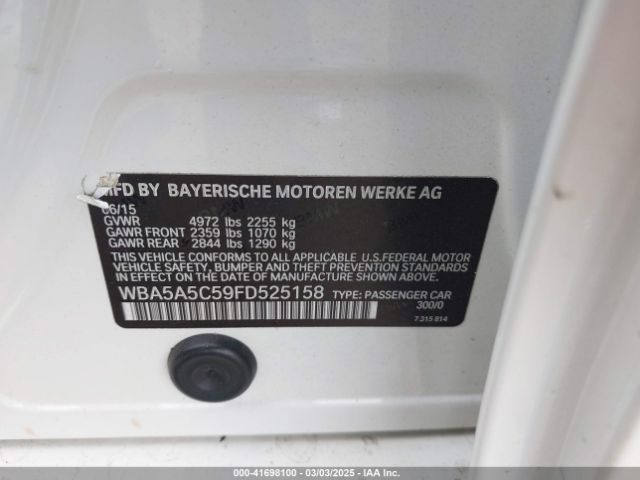 MFD BY BAYERISCHE MOTOREN WERKE AG
06/15
GVWR 4972 lbs 2255 kg
GAWR FRONT 2359 lbs 1070 kg
GAWR REAR 2844 lbs 1290 kg
THIS VEHICLE CONFORMS TO ALL APPLICABLE U.S.FEDERAL MOTOR
VEHICLE SAFETY, BUMPER, AND THEFT PREVENTION
STANDARDS IN EFFECT ON THE DATE OF MANUFACTURE SHOWN ABOVE.
WBA5A5C59FD525158 TYPE: PASSENGER CAR
300/0
7 315 814
000-41698100 - 03/03/2025 - IAA Inc.